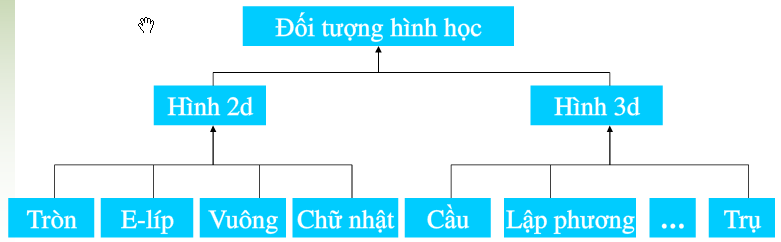 Đối tượng hình học
Hình 2d
Hình 3d
Tròn
E-líp
Vuông
Chữ nhật
Cầu
Lập phương
...
Trụ